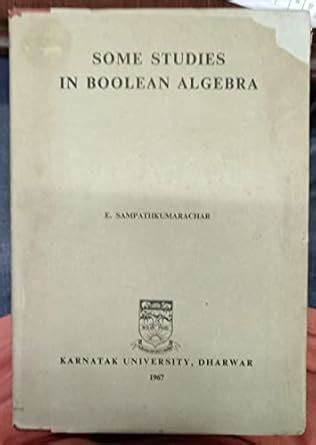 SOME STUDIES
IN BOOLEAN ALGEBRA
E. SAMPATHKUMARACHAR
KARNATAK UNIVERSITY, DHARWAR
1967